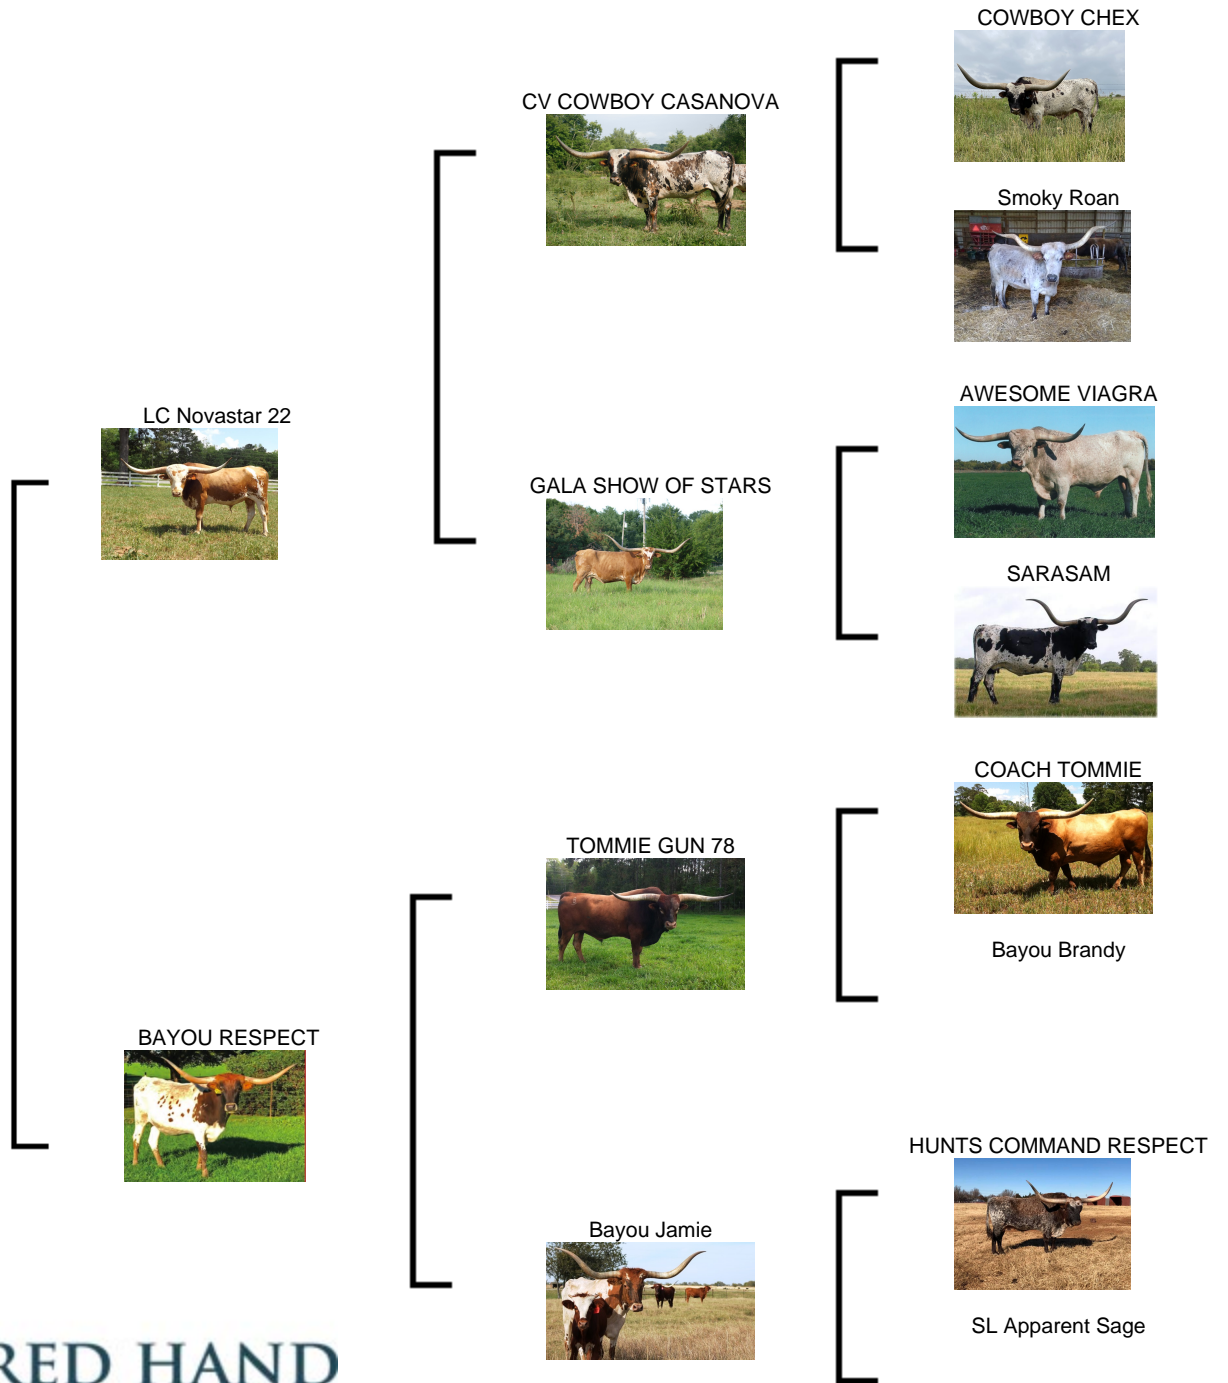 COWBOY CHEX
CV COWBOY CASANOVA
Smoky Roan
LC Novastar 22
AWESOME VIAGRA
GALA SHOW OF STARS
SARASAM
COACH TOMMIE
TOMMIE GUN 78
Bayou Brandy
BAYOU RESPECT
HUNTS COMMAND RESPECT
Bayou Jamie
SL Apparent Sage
RED HAND